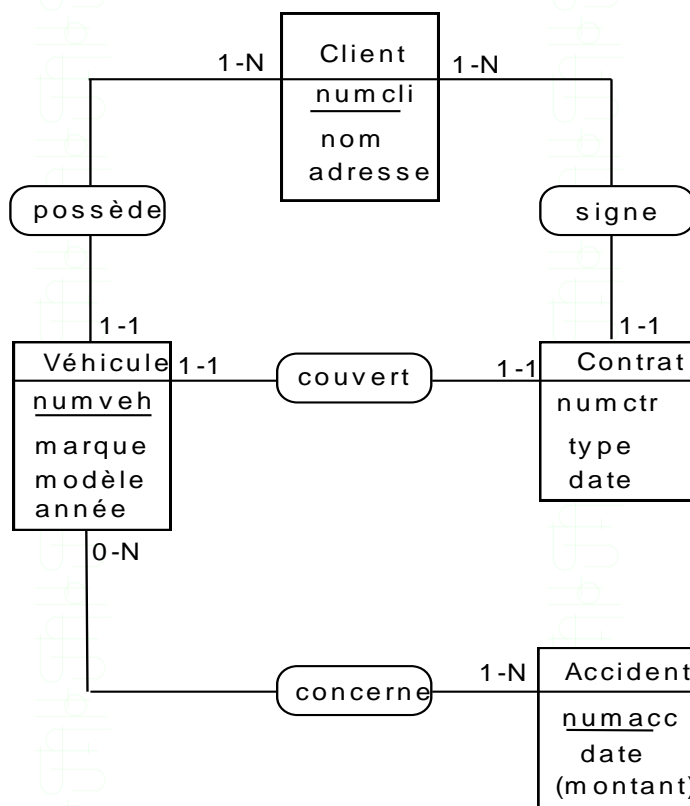 1-N
Client
1-N
numcli
nom
adresse
possède
signe
1-1
1-1
Véhicule
1-1
couvert
1-1
Contrat
numveh
marque
modèle
année
numctr
type
date
0-N
concerne
1-N
Accident
numacc
date
(montant)